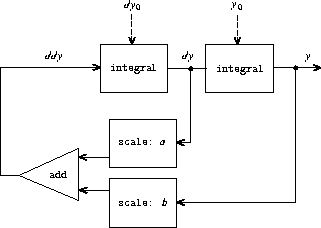 dy₀ y₀
ddy dy y
integral integral
scale: a
add
scale: b